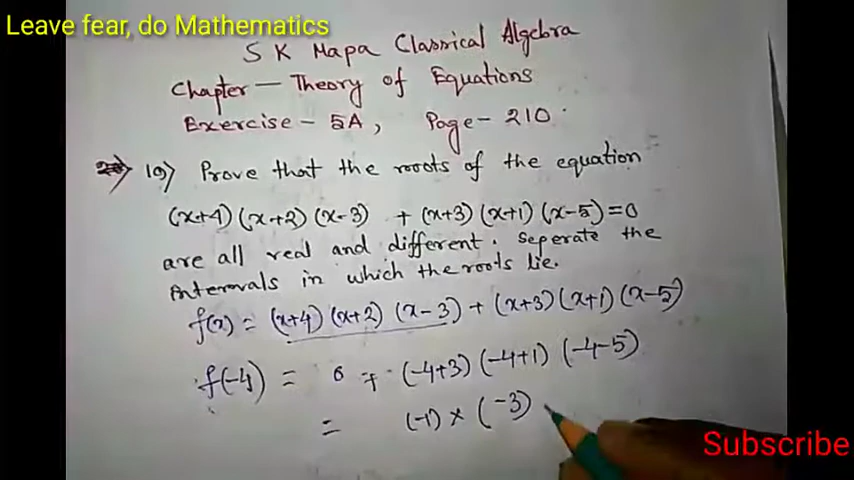 Leave fear, do Mathematics
S K Mapa Classical Algebra
Chapter — Theory of Equations
Exercise - 5A, Page - 210
19) Prove that the roots of the equation
(x+4) (x+2) (x-3) + (x+3) (x+1) (x-5) = 0
are all real and different. Seperate the
intervals in which the roots lie.
f(x) = (x+4) (x+2) (x-3) + (x+3) (x+1) (x-5)
f(-4) = 0 + (-4+3) (-4+1) (-4-5)
= (-1) × (-3)
Subscribe